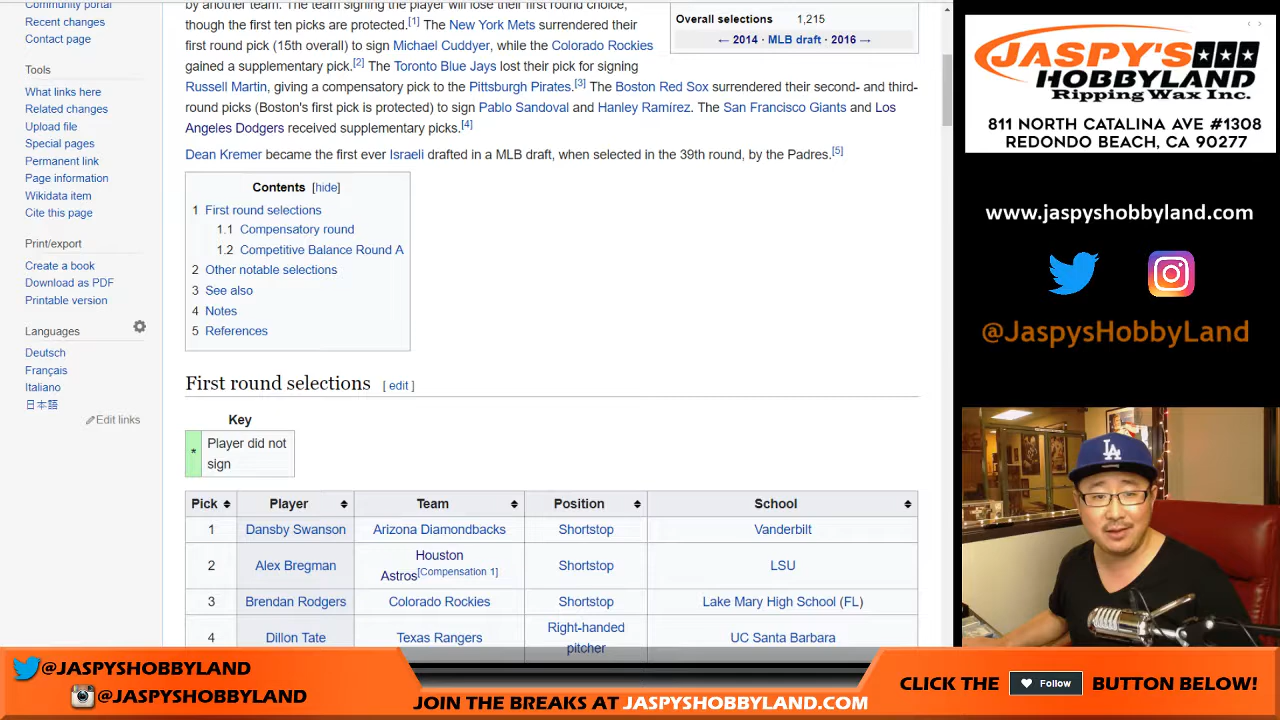 by another team. The team signing the player will lose their first round choice,
though the first ten picks are protected.[1] The New York Mets surrendered their
first round pick (15th overall) to sign Michael Cuddyer, while the Colorado Rockies
gained a supplementary pick.[2] The Toronto Blue Jays lost their pick for signing
Russell Martin, giving a compensatory pick to the Pittsburgh Pirates.[3] The Boston Red Sox surrendered their second- and third-
round picks (Boston's first pick is protected) to sign Pablo Sandoval and Hanley Ramírez. The San Francisco Giants and Los
Angeles Dodgers received supplementary picks.[4]
Dean Kremer became the first ever Israeli drafted in a MLB draft, when selected in the 39th round, by the Padres.[5]
Overall selections 1,215
← 2014 · MLB draft · 2016 →
Community portal
Recent changes
Contact page
Tools
What links here
Related changes
Upload file
Special pages
Permanent link
Page information
Wikidata item
Cite this page
Print/export
Create a book
Download as PDF
Printable version
Languages
Deutsch
Français
Italiano
日本語
Edit links
Contents [hide]
1 First round selections
1.1 Compensatory round
1.2 Competitive Balance Round A
2 Other notable selections
3 See also
4 Notes
5 References
First round selections [ edit ]
Key
* Player did not
sign
Pick Player Team Position School
1 Dansby Swanson Arizona Diamondbacks Shortstop Vanderbilt
2 Alex Bregman Houston
Astros[Compensation 1] Shortstop LSU
3 Brendan Rodgers Colorado Rockies Shortstop Lake Mary High School (FL)
4 Dillon Tate Texas Rangers Right-handed
pitcher UC Santa Barbara
JASPY'S
HOBBYLAND
Ripping Wax Inc.
811 NORTH CATALINA AVE #1308
REDONDO BEACH, CA 90277
www.jaspyshobbyland.com
@JaspysHobbyLand
LA
@JASPYSHOBBYLAND
@JASPYSHOBBYLAND
JOIN THE BREAKS AT JASPYSHOBBYLAND.COM
CLICK THE Follow BUTTON BELOW!